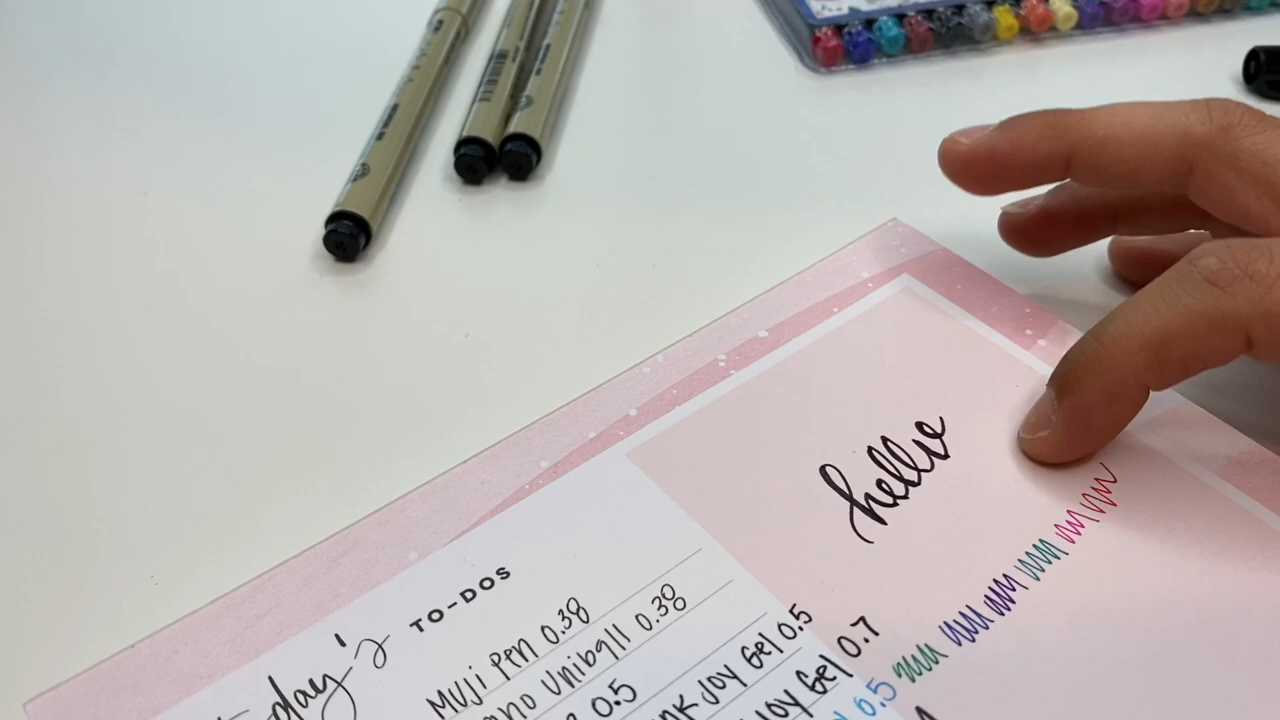 hello
today's TO-DOS
MUJI PEN 0.38
Uniball 0.38
0.5
INK JOY Gel 0.5
JOY Gel 0.7
0.5